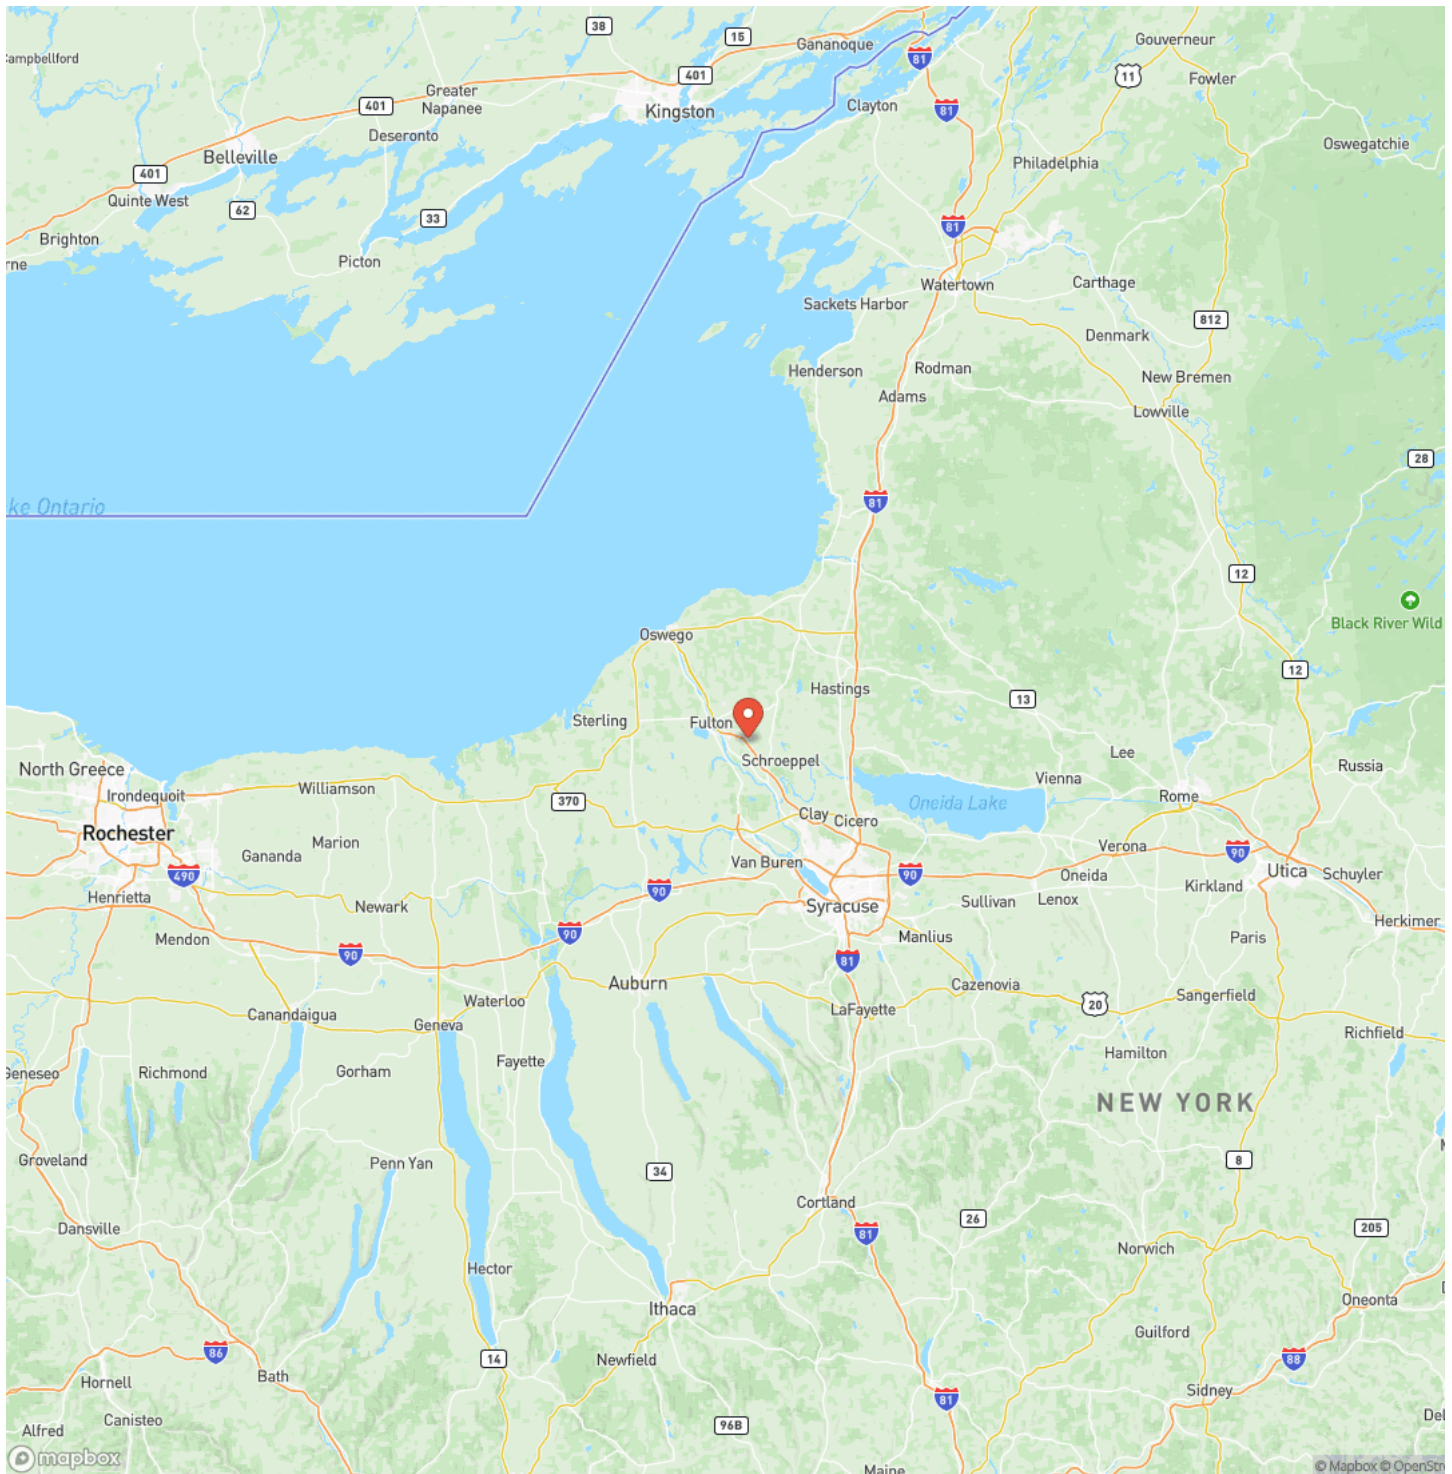 38
15
Gananoque
81
Gouverneur
Campbellford
401
11
Fowler
Greater
Napanee
401
Kingston
Clayton
81
Deseronto
Belleville
Philadelphia
Oswegatchie
401
Quinte West
62
33
81
Brighton
rne
Picton
Watertown
Carthage
Sackets Harbor
812
Denmark
Henderson
Rodman
New Bremen
Adams
Lowville
28
ke Ontario
81
12
Black River Wild
Oswego
12
Hastings
13
Sterling
Fulton
Lee
Schroeppel
North Greece
Vienna
Russia
Irondequoit
Williamson
370
Oneida Lake
Rome
Rochester
Clay
Cicero
Marion
Verona
90
Gananda
Van Buren
490
90
90
Oneida
Utica
Schuyler
Henrietta
Newark
Syracuse
Sullivan
Lenox
Kirkland
Herkimer
Mendon
90
90
Manlius
Paris
81
Auburn
Cazenovia
Waterloo
Sangerfield
20
Canandaigua
Geneva
LaFayette
Richfield
Fayette
Hamilton
Geneseo
Richmond
Gorham
NEW YORK
Groveland
Penn Yan
34
8
Cortland
Dansville
26
205
81
Norwich
Hector
Ithaca
Oneonta
Guilford
86
14
Newfield
88
Bath
Hornell
81
Sidney
Canisteo
96B
Alfred
Del
mapbox
Maine
© Mapbox © OpenStre